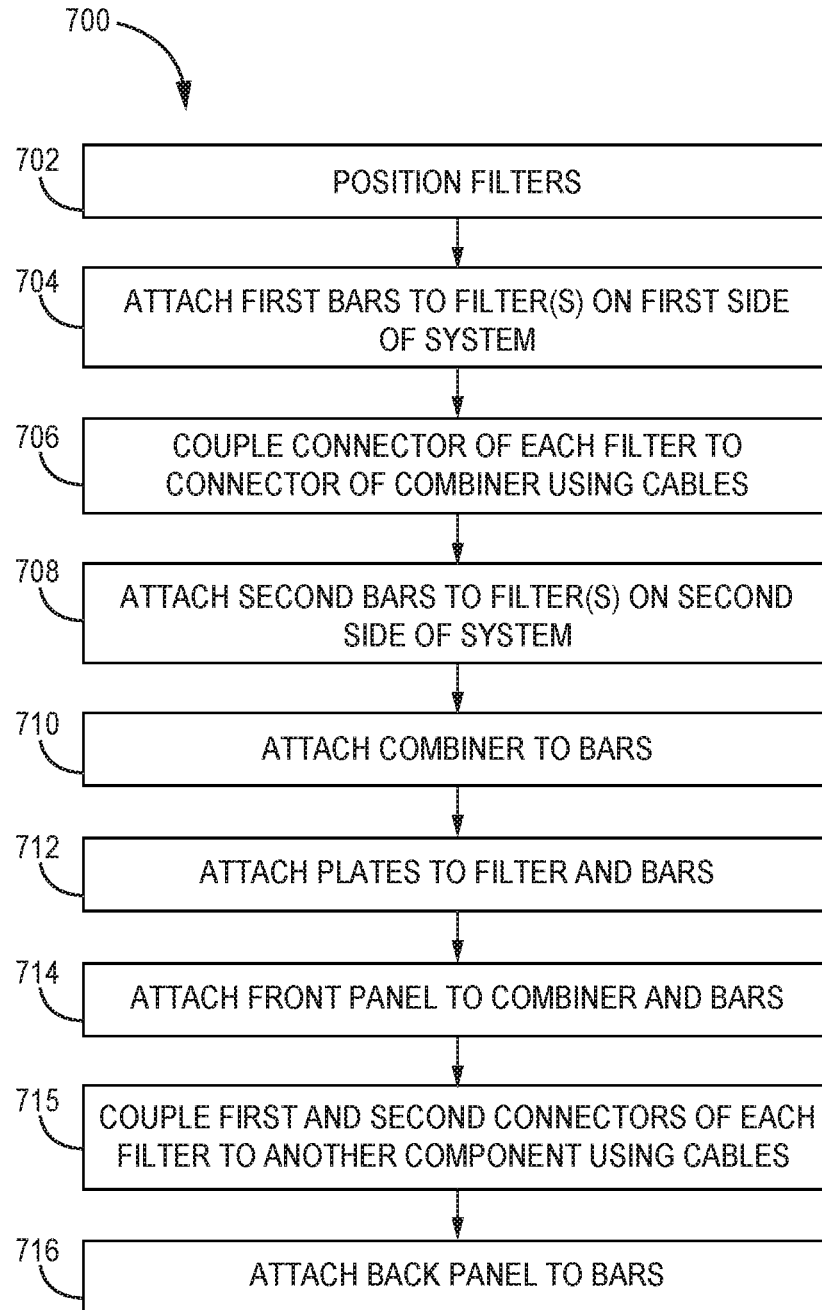 700
702
POSITION FILTERS
704
ATTACH FIRST BARS TO FILTER(S) ON FIRST SIDE
OF SYSTEM
706
COUPLE CONNECTOR OF EACH FILTER TO
CONNECTOR OF COMBINER USING CABLES
708
ATTACH SECOND BARS TO FILTER(S) ON SECOND
SIDE OF SYSTEM
710
ATTACH COMBINER TO BARS
712
ATTACH PLATES TO FILTER AND BARS
714
ATTACH FRONT PANEL TO COMBINER AND BARS
715
COUPLE FIRST AND SECOND CONNECTORS OF EACH
FILTER TO ANOTHER COMPONENT USING CABLES
716
ATTACH BACK PANEL TO BARS